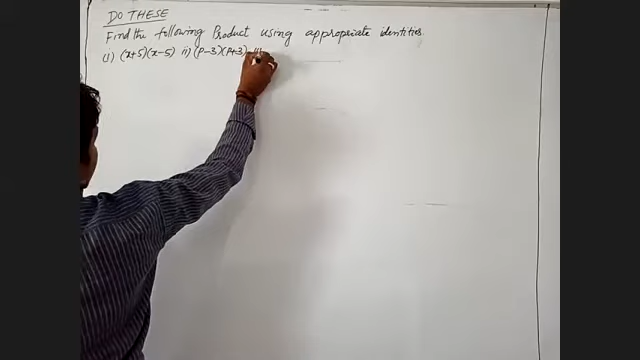 DO THESE
Find the following Product using appropriate identities.
(i) (x+5)(x-5) ii) (P-3)(P+3)